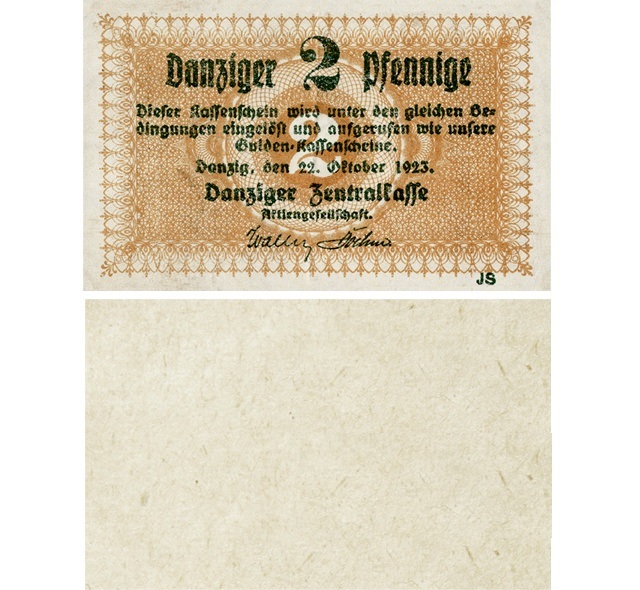 Danziger 2 Pfennige
Dieser Kassenschein wird unter den gleichen Be-
dingungen eingelöst und aufgerufen wie unsere
Gulden-Kassenscheine.
2
Danzig, den 22. Oktober 1923.
Danziger Zentralkasse
Aktiengesellschaft.
JS